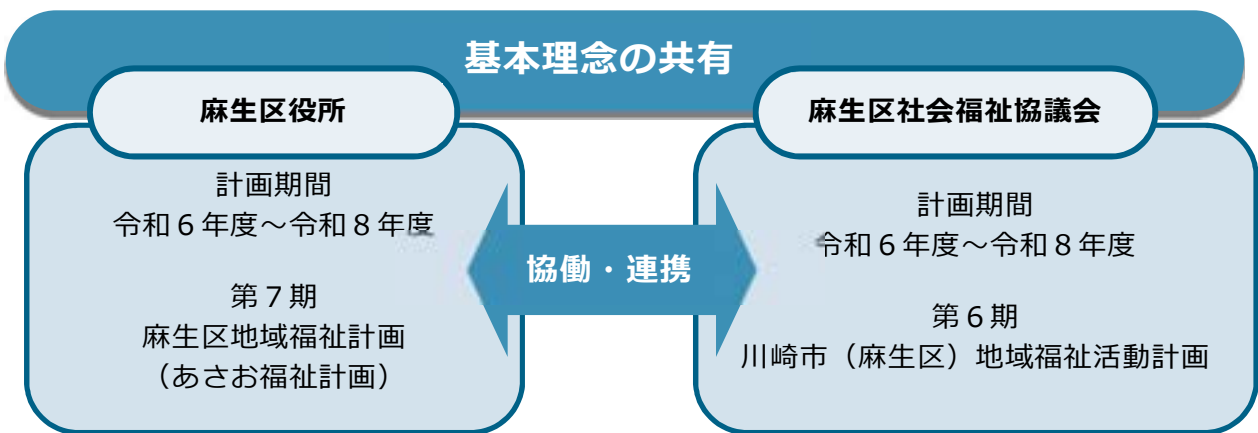 基本理念の共有
麻生区役所
計画期間
令和６年度～令和８年度
第７期
麻生区地域福祉計画
（あさお福祉計画）
協働・連携
麻生区社会福祉協議会
計画期間
令和６年度～令和８年度
第６期
川崎市（麻生区）地域福祉活動計画